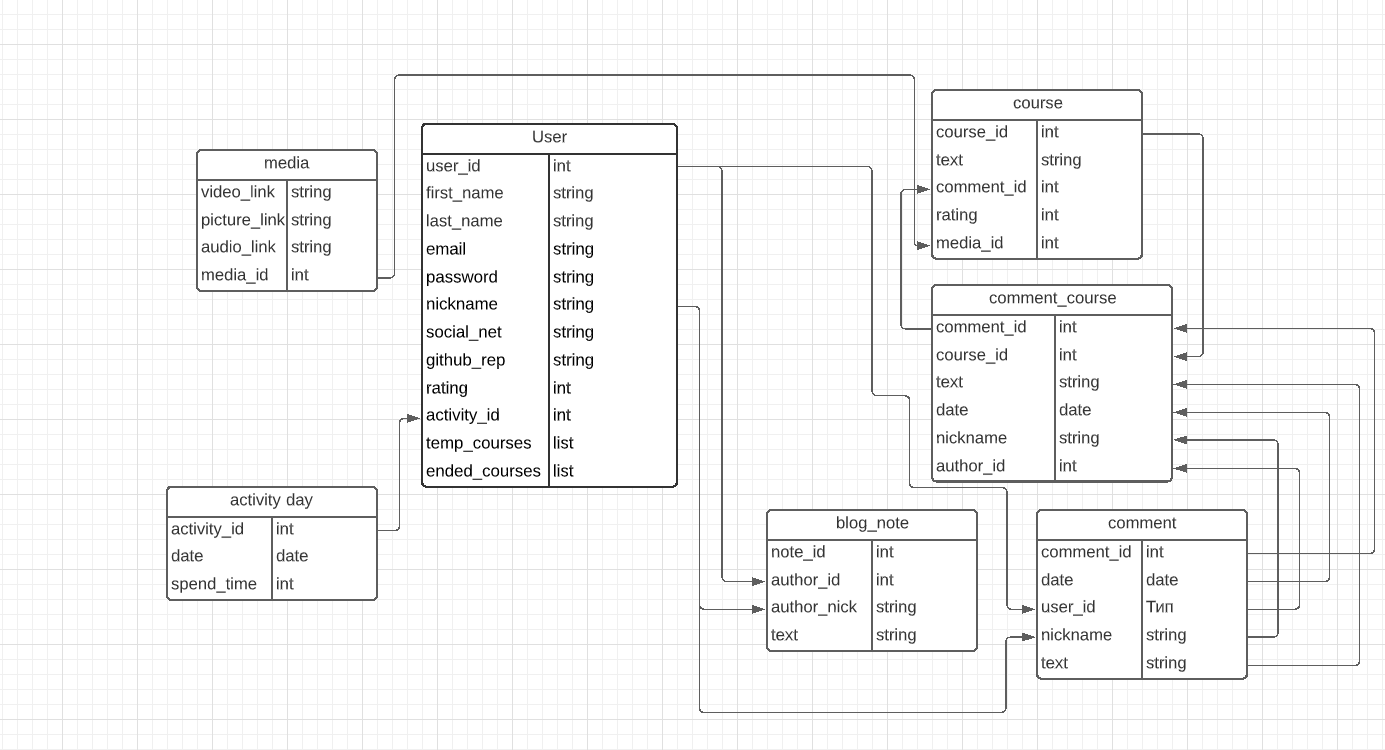 media
video_link string
picture_link string
audio_link string
media_id int
User
user_id int
first_name string
last_name string
email string
password string
nickname string
social_net string
github_rep string
rating int
activity_id int
temp_courses list
ended_courses list
activity day
activity_id int
date date
spend_time int
course
course_id int
text string
comment_id int
rating int
media_id int
comment_course
comment_id int
course_id int
text string
date date
nickname string
author_id int
blog_note
note_id int
author_id int
author_nick string
text string
comment
comment_id int
date date
user_id Тип
nickname string
text string